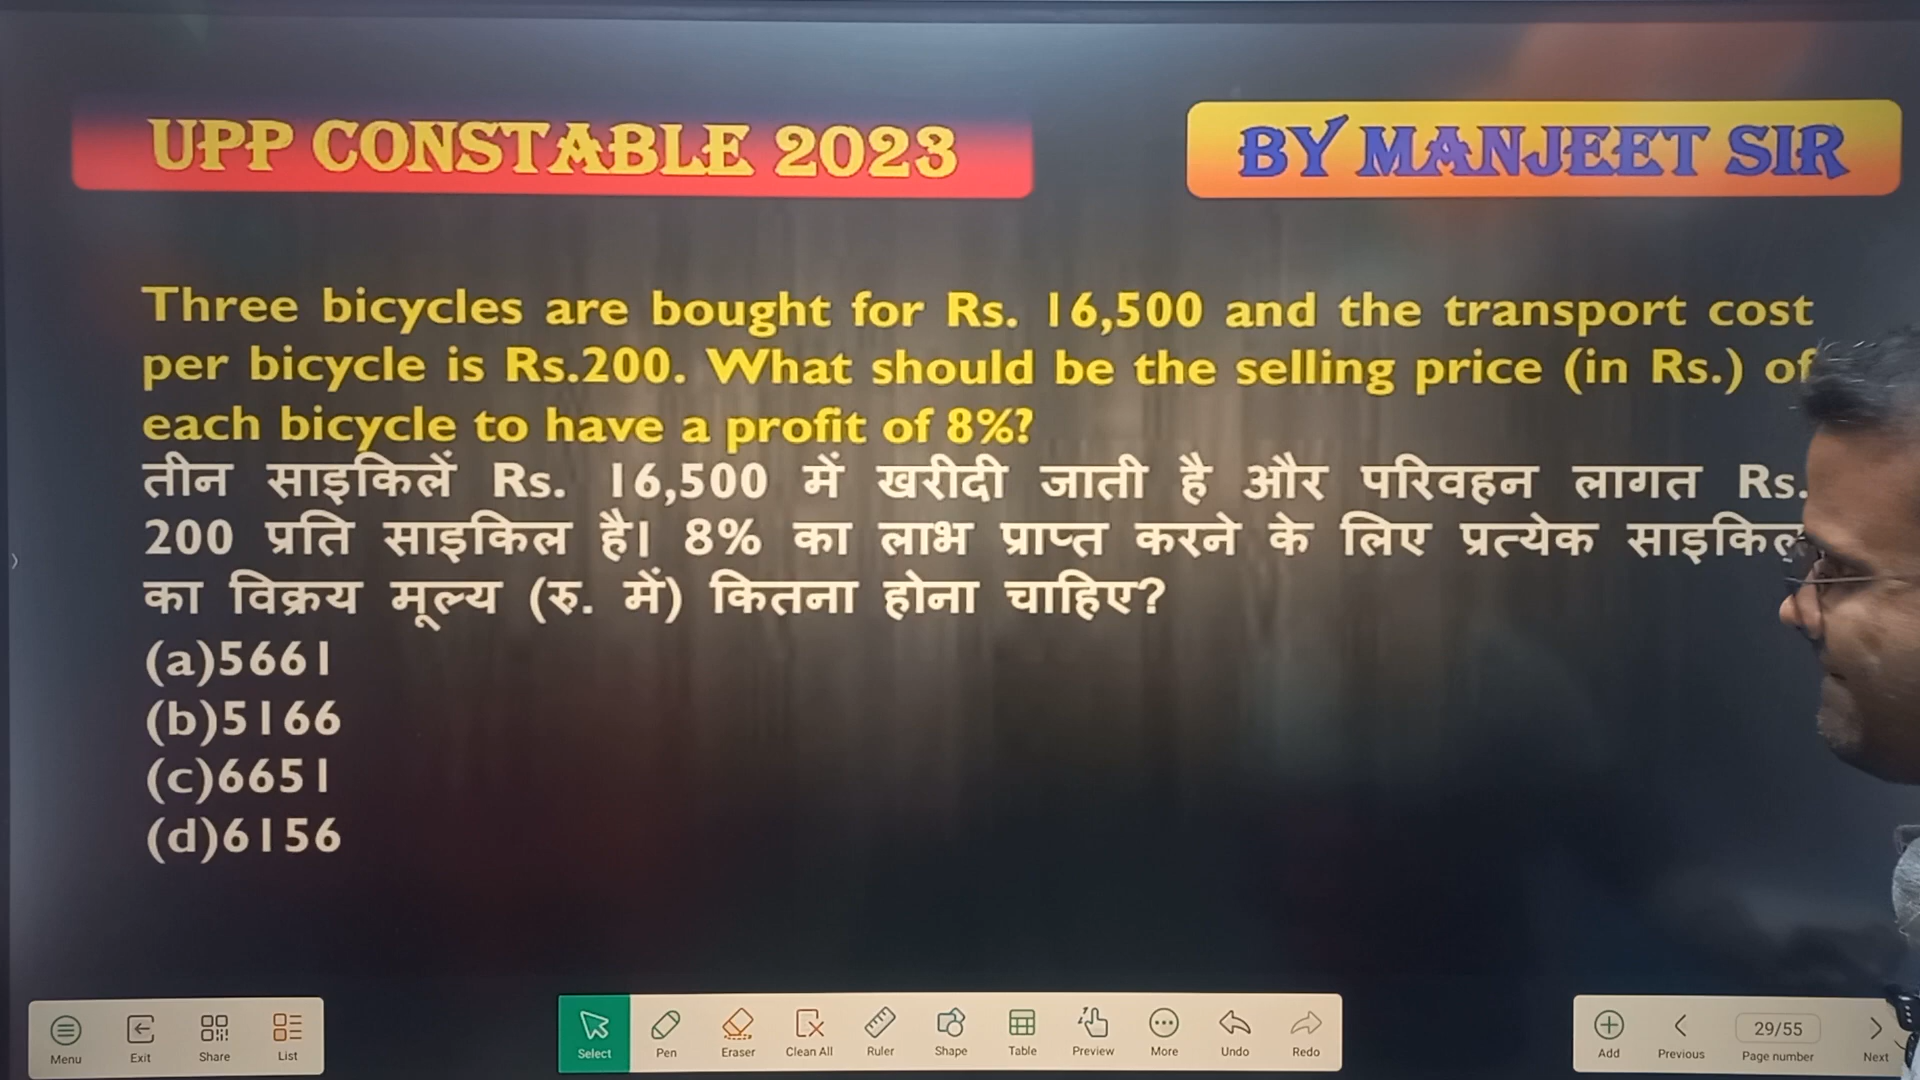 UPP CONSTABLE 2023
BY MANJEET SIR
Three bicycles are bought for Rs. 16,500 and the transport cost
per bicycle is Rs.200. What should be the selling price (in Rs.) of
each bicycle to have a profit of 8%?
तीन साइकिलें Rs. 16,500 में खरीदी जाती है और परिवहन लागत Rs.
200 प्रति साइकिल है। 8% का लाभ प्राप्त करने के लिए प्रत्येक साइकिल
का विक्रय मूल्य (रु. में) कितना होना चाहिए?
(a)5661
(b)5166
(c)6651
(d)6156
Menu Exit Share List Select Pen Eraser Clean All Ruler Shape Table Preview More Undo Redo Add Previous 29/55 Page number Next